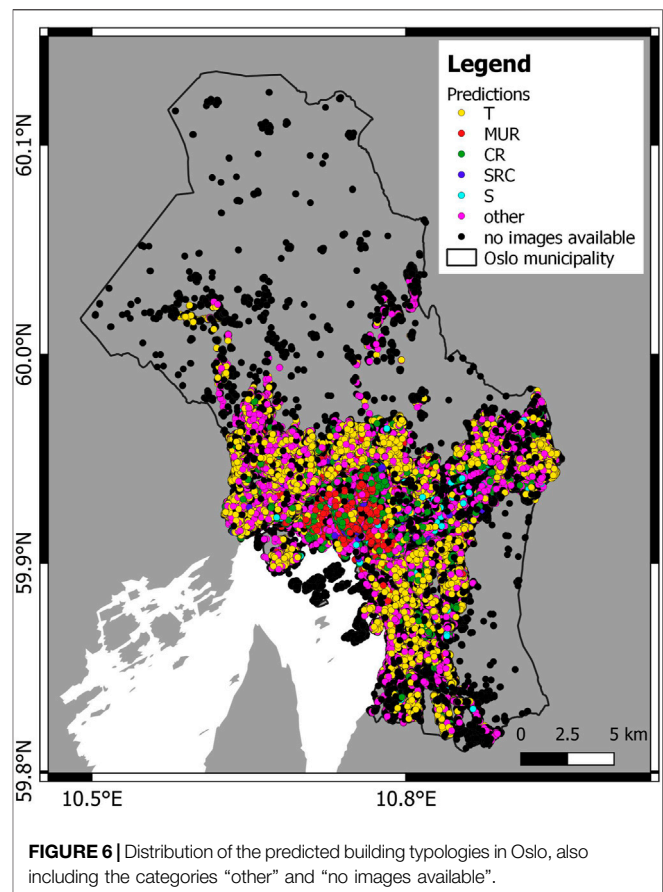 Legend
Predictions
T
MUR
CR
SRC
S
other
no images available
Oslo municipality
60.1°N
60.0°N
59.9°N
59.8°N
0 2.5 5 km
10.5°E 10.8°E
FIGURE 6 | Distribution of the predicted building typologies in Oslo, also
including the categories “other” and “no images available”.